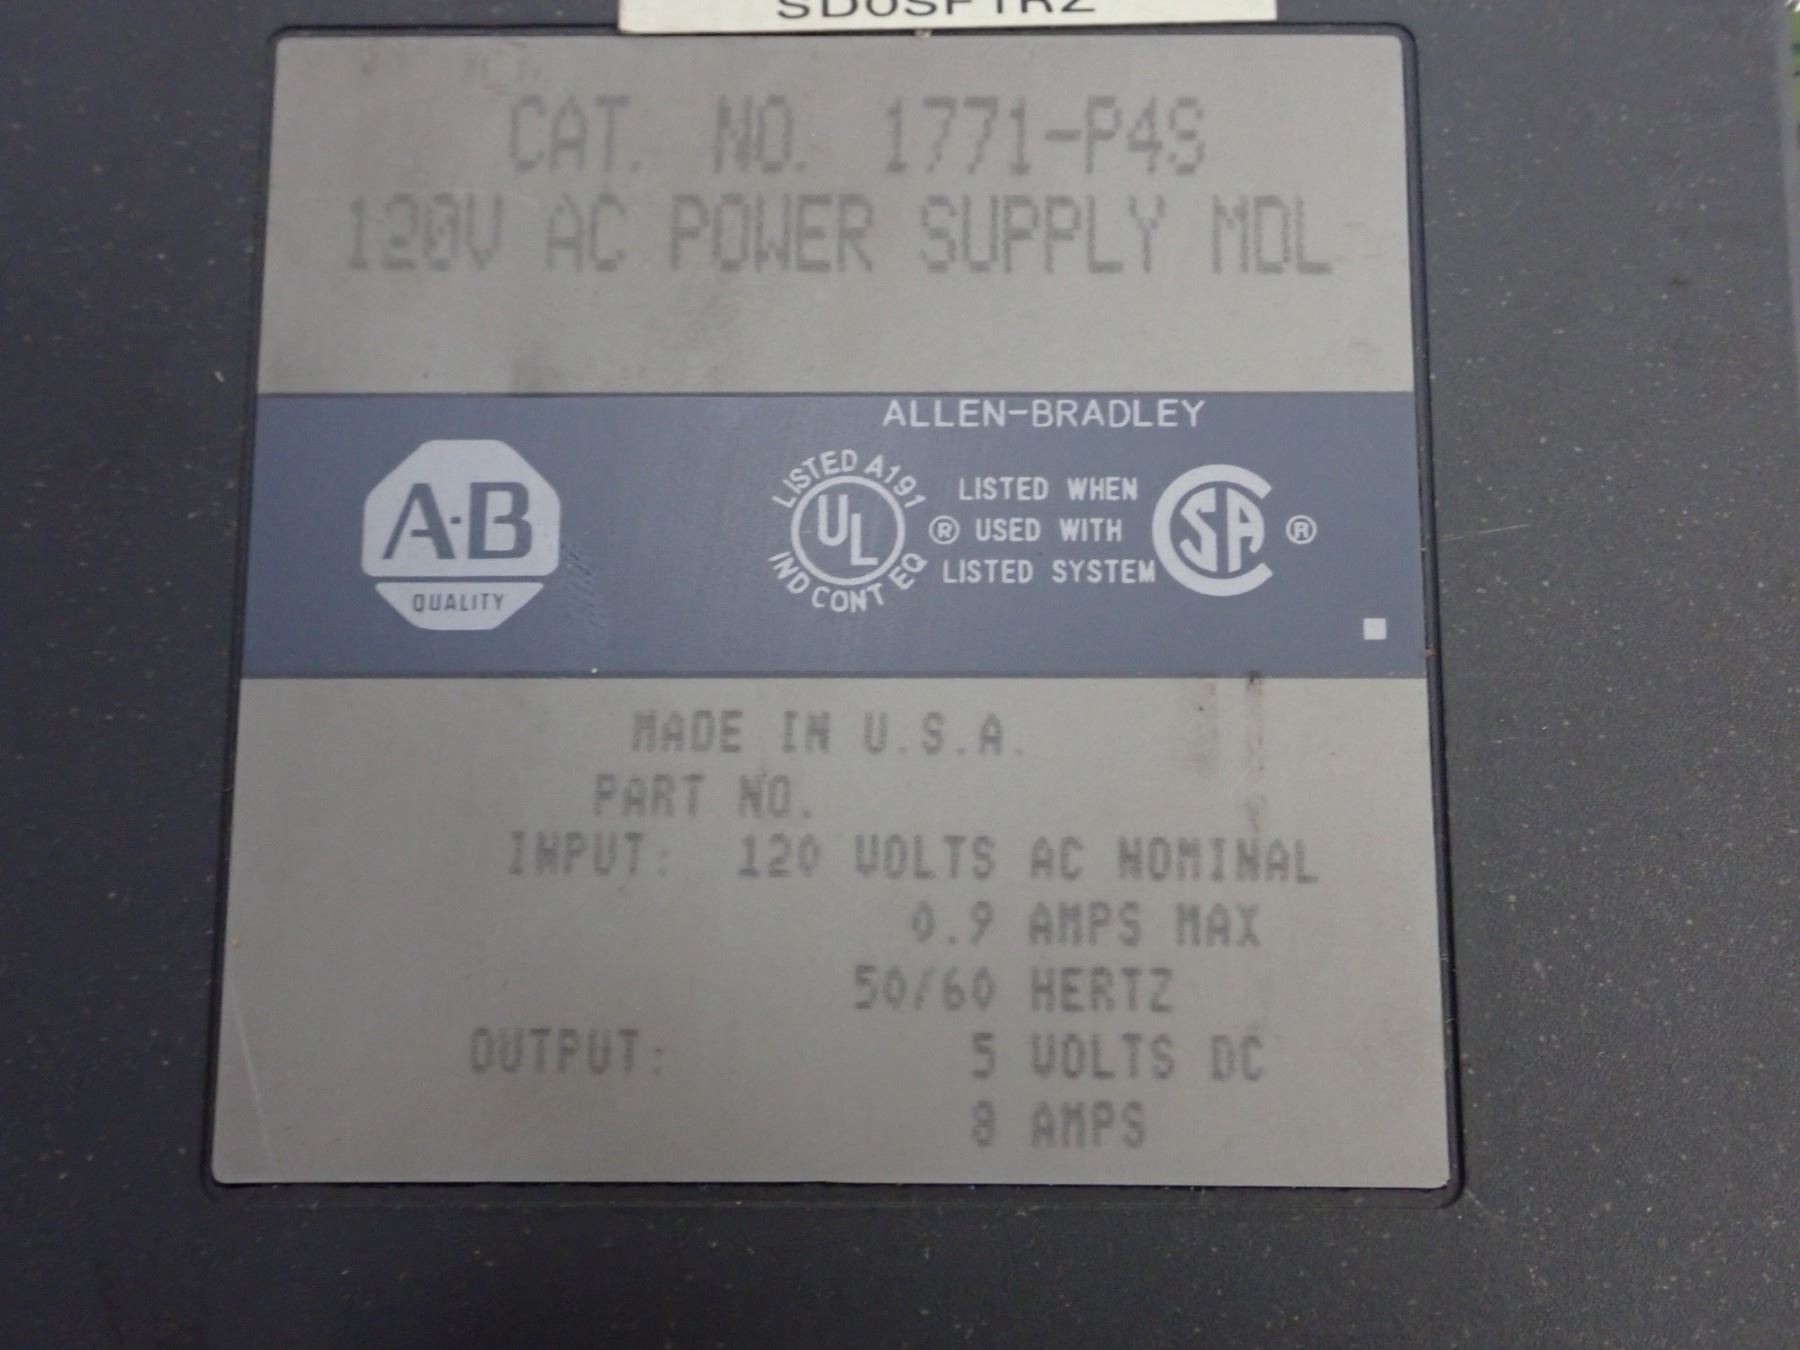 CAT. NO. 1771-P4S
120V AC POWER SUPPLY MDL
ALLEN-BRADLEY
A·B
QUALITY
LISTED A191
UL
IND CONT EQ
®
LISTED WHEN
USED WITH
LISTED SYSTEM
SA
®
MADE IN U.S.A.
PART NO.
INPUT: 120 VOLTS AC NOMINAL
0.9 AMPS MAX
50/60 HERTZ
OUTPUT: 5 VOLTS DC
8 AMPS